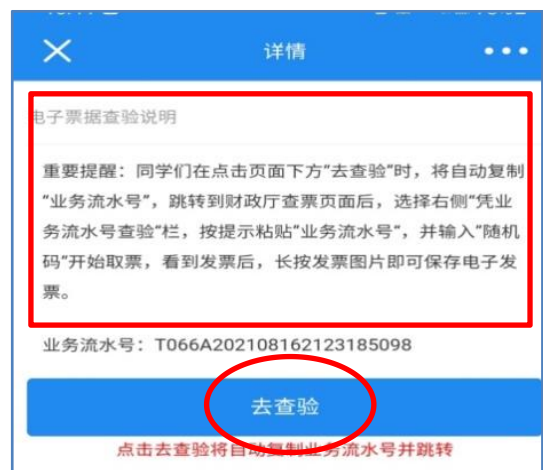 详情
电子票据查验说明
重要提醒：同学们在点击页面下方“去查验”时，将自动复制
“业务流水号”，跳转到财政厅查票页面后，选择右侧“凭业
务流水号查验”栏，按提示粘贴“业务流水号”，并输入“随机
码”开始取票，看到发票后，长按发票图片即可保存电子发
票。
业务流水号：T066A202108162123185098
去查验
点击去查验将自动复制业务流水号并跳转